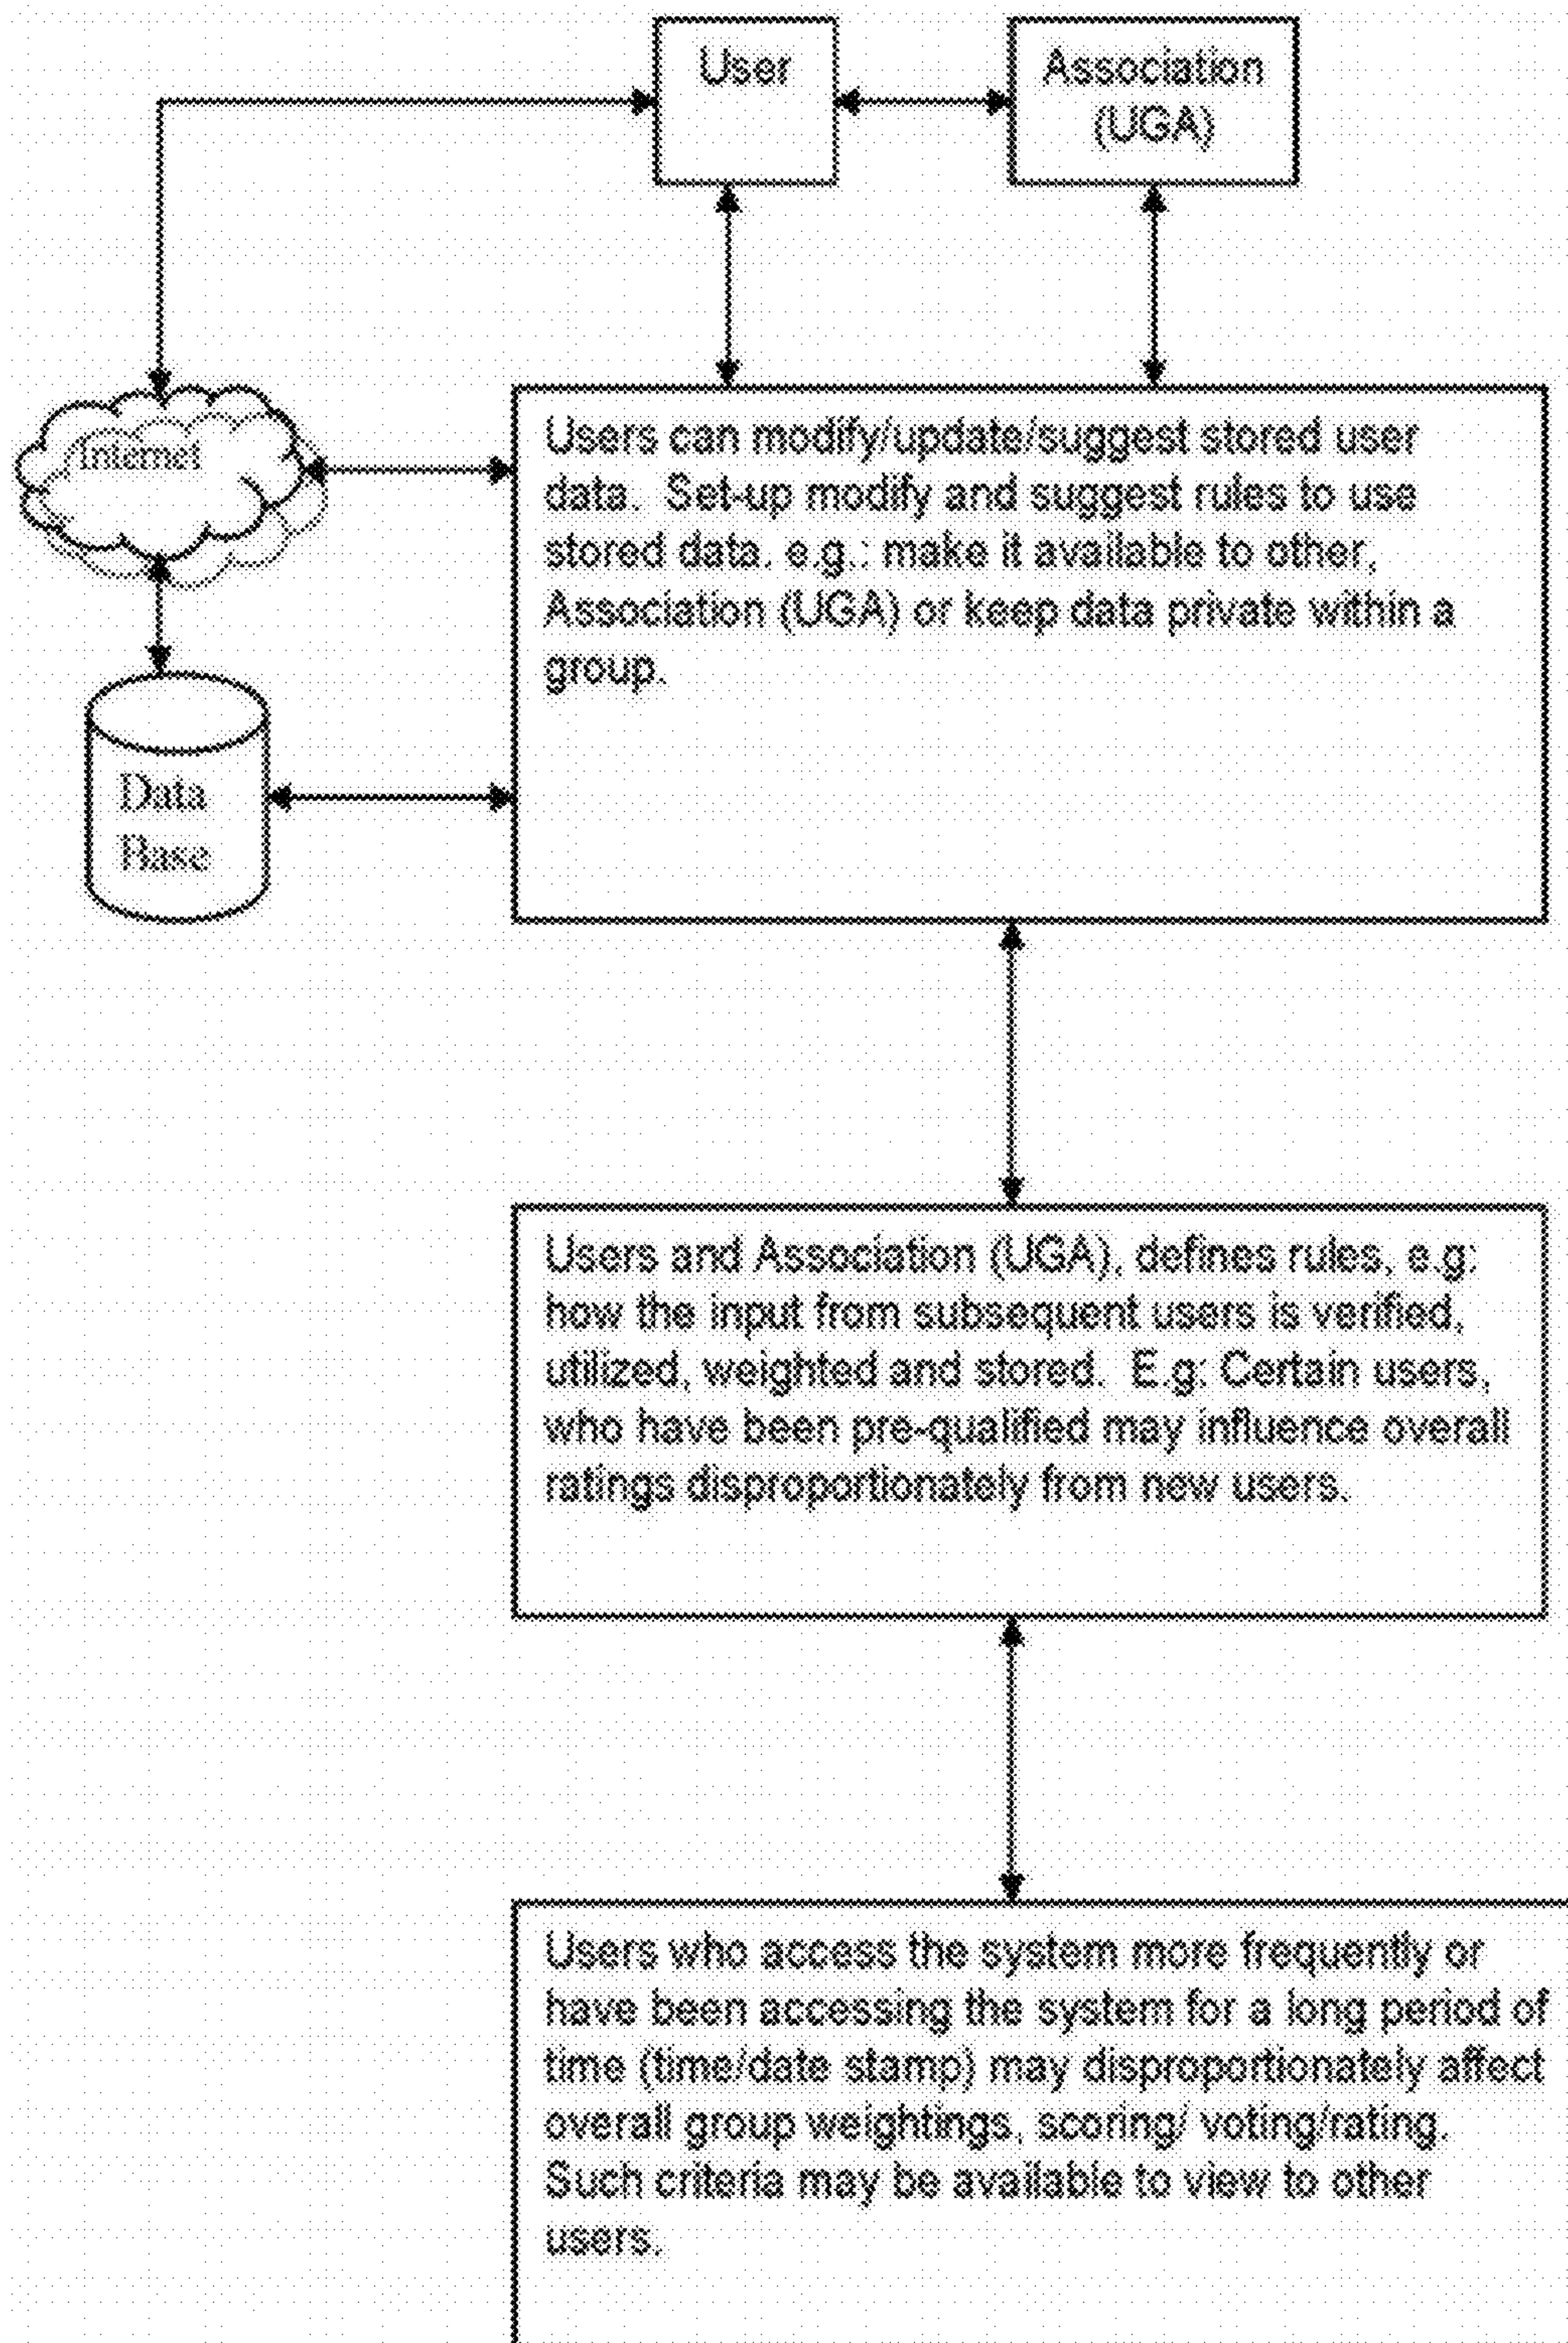 User
Association
(UGA)
Internet
Users can modify/update/suggest stored user
data.  Set-up modify and suggest rules to use
stored data. e.g.: make it available to other,
Association (UGA) or keep data private within a
group.
Data
Base
Users and Association (UGA), defines rules, e.g:
how the input from subsequent users is verified,
utilized, weighted and stored.  E.g: Certain users,
who have been pre-qualified may influence overall
ratings disproportionately from new users.
Users who access the system more frequently or
have been accessing the system for a long period of
time (time/date stamp) may disproportionately affect
overall group weightings, scoring/ voting/rating.
Such criteria may be available to view to other
users.